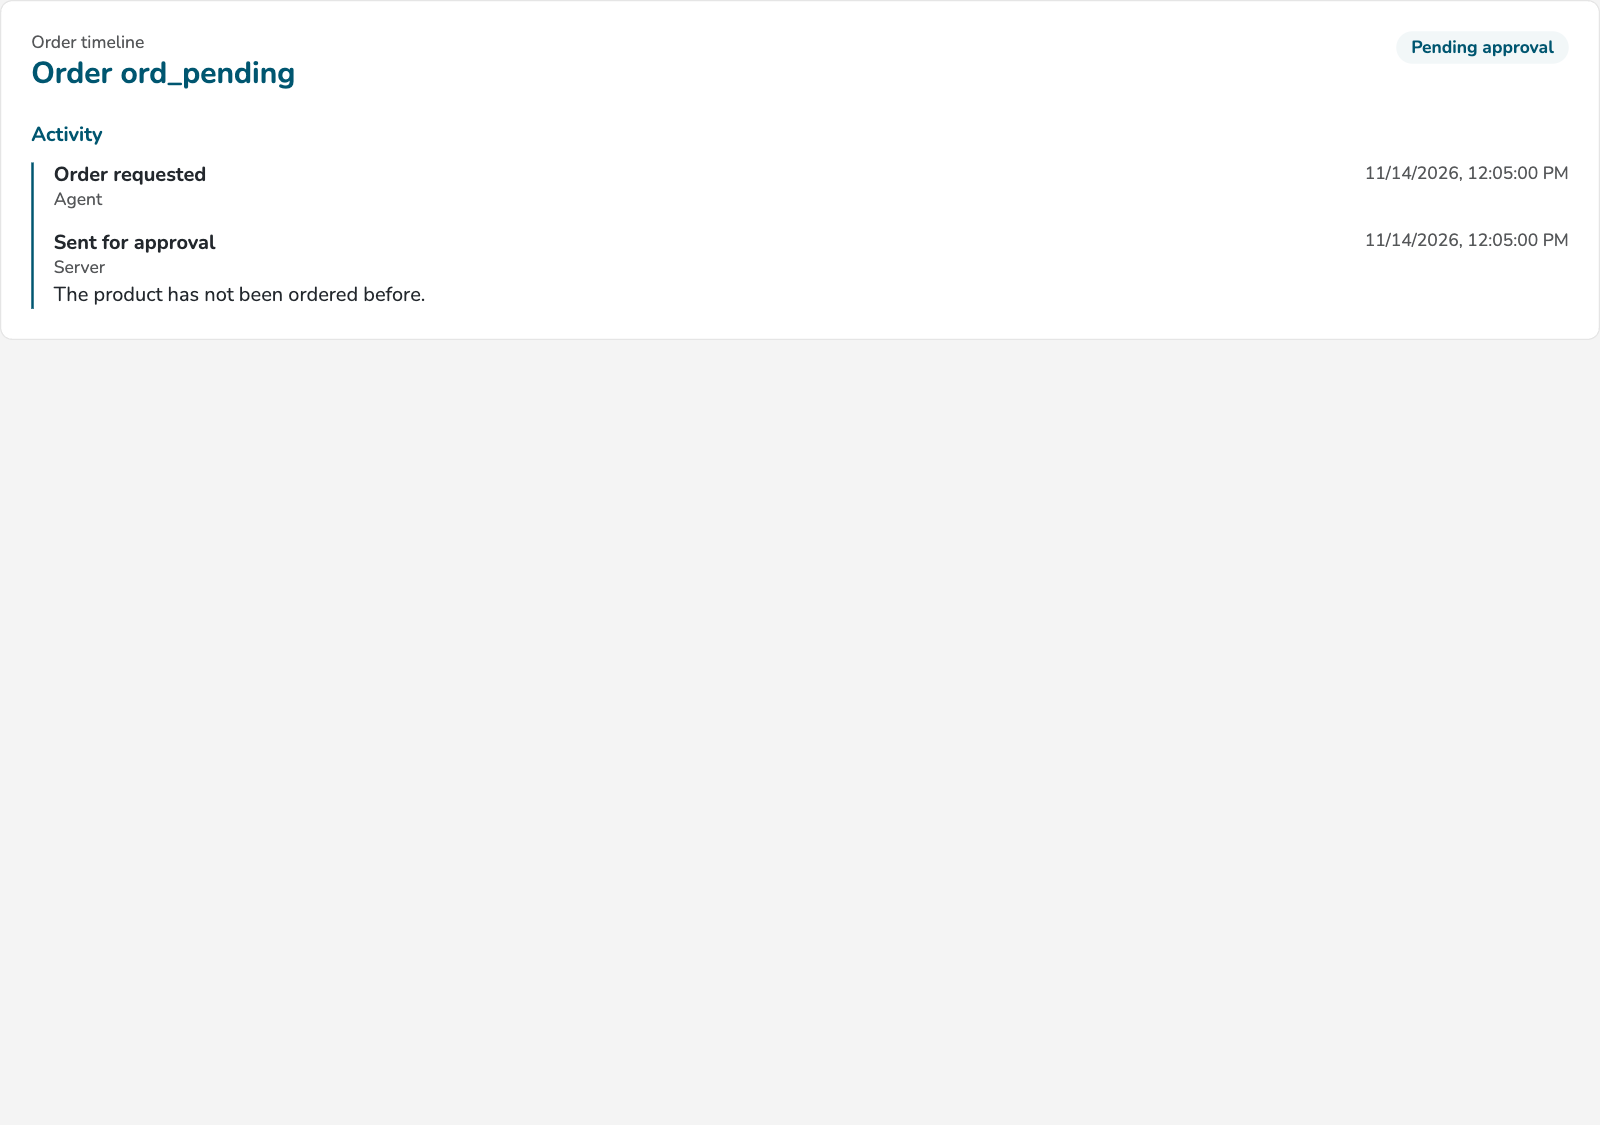 Order timeline
Pending approval
Order ord_pending
Activity
Order requested
11/14/2026, 12:05:00 PM
Agent
Sent for approval
11/14/2026, 12:05:00 PM
Server
The product has not been ordered before.